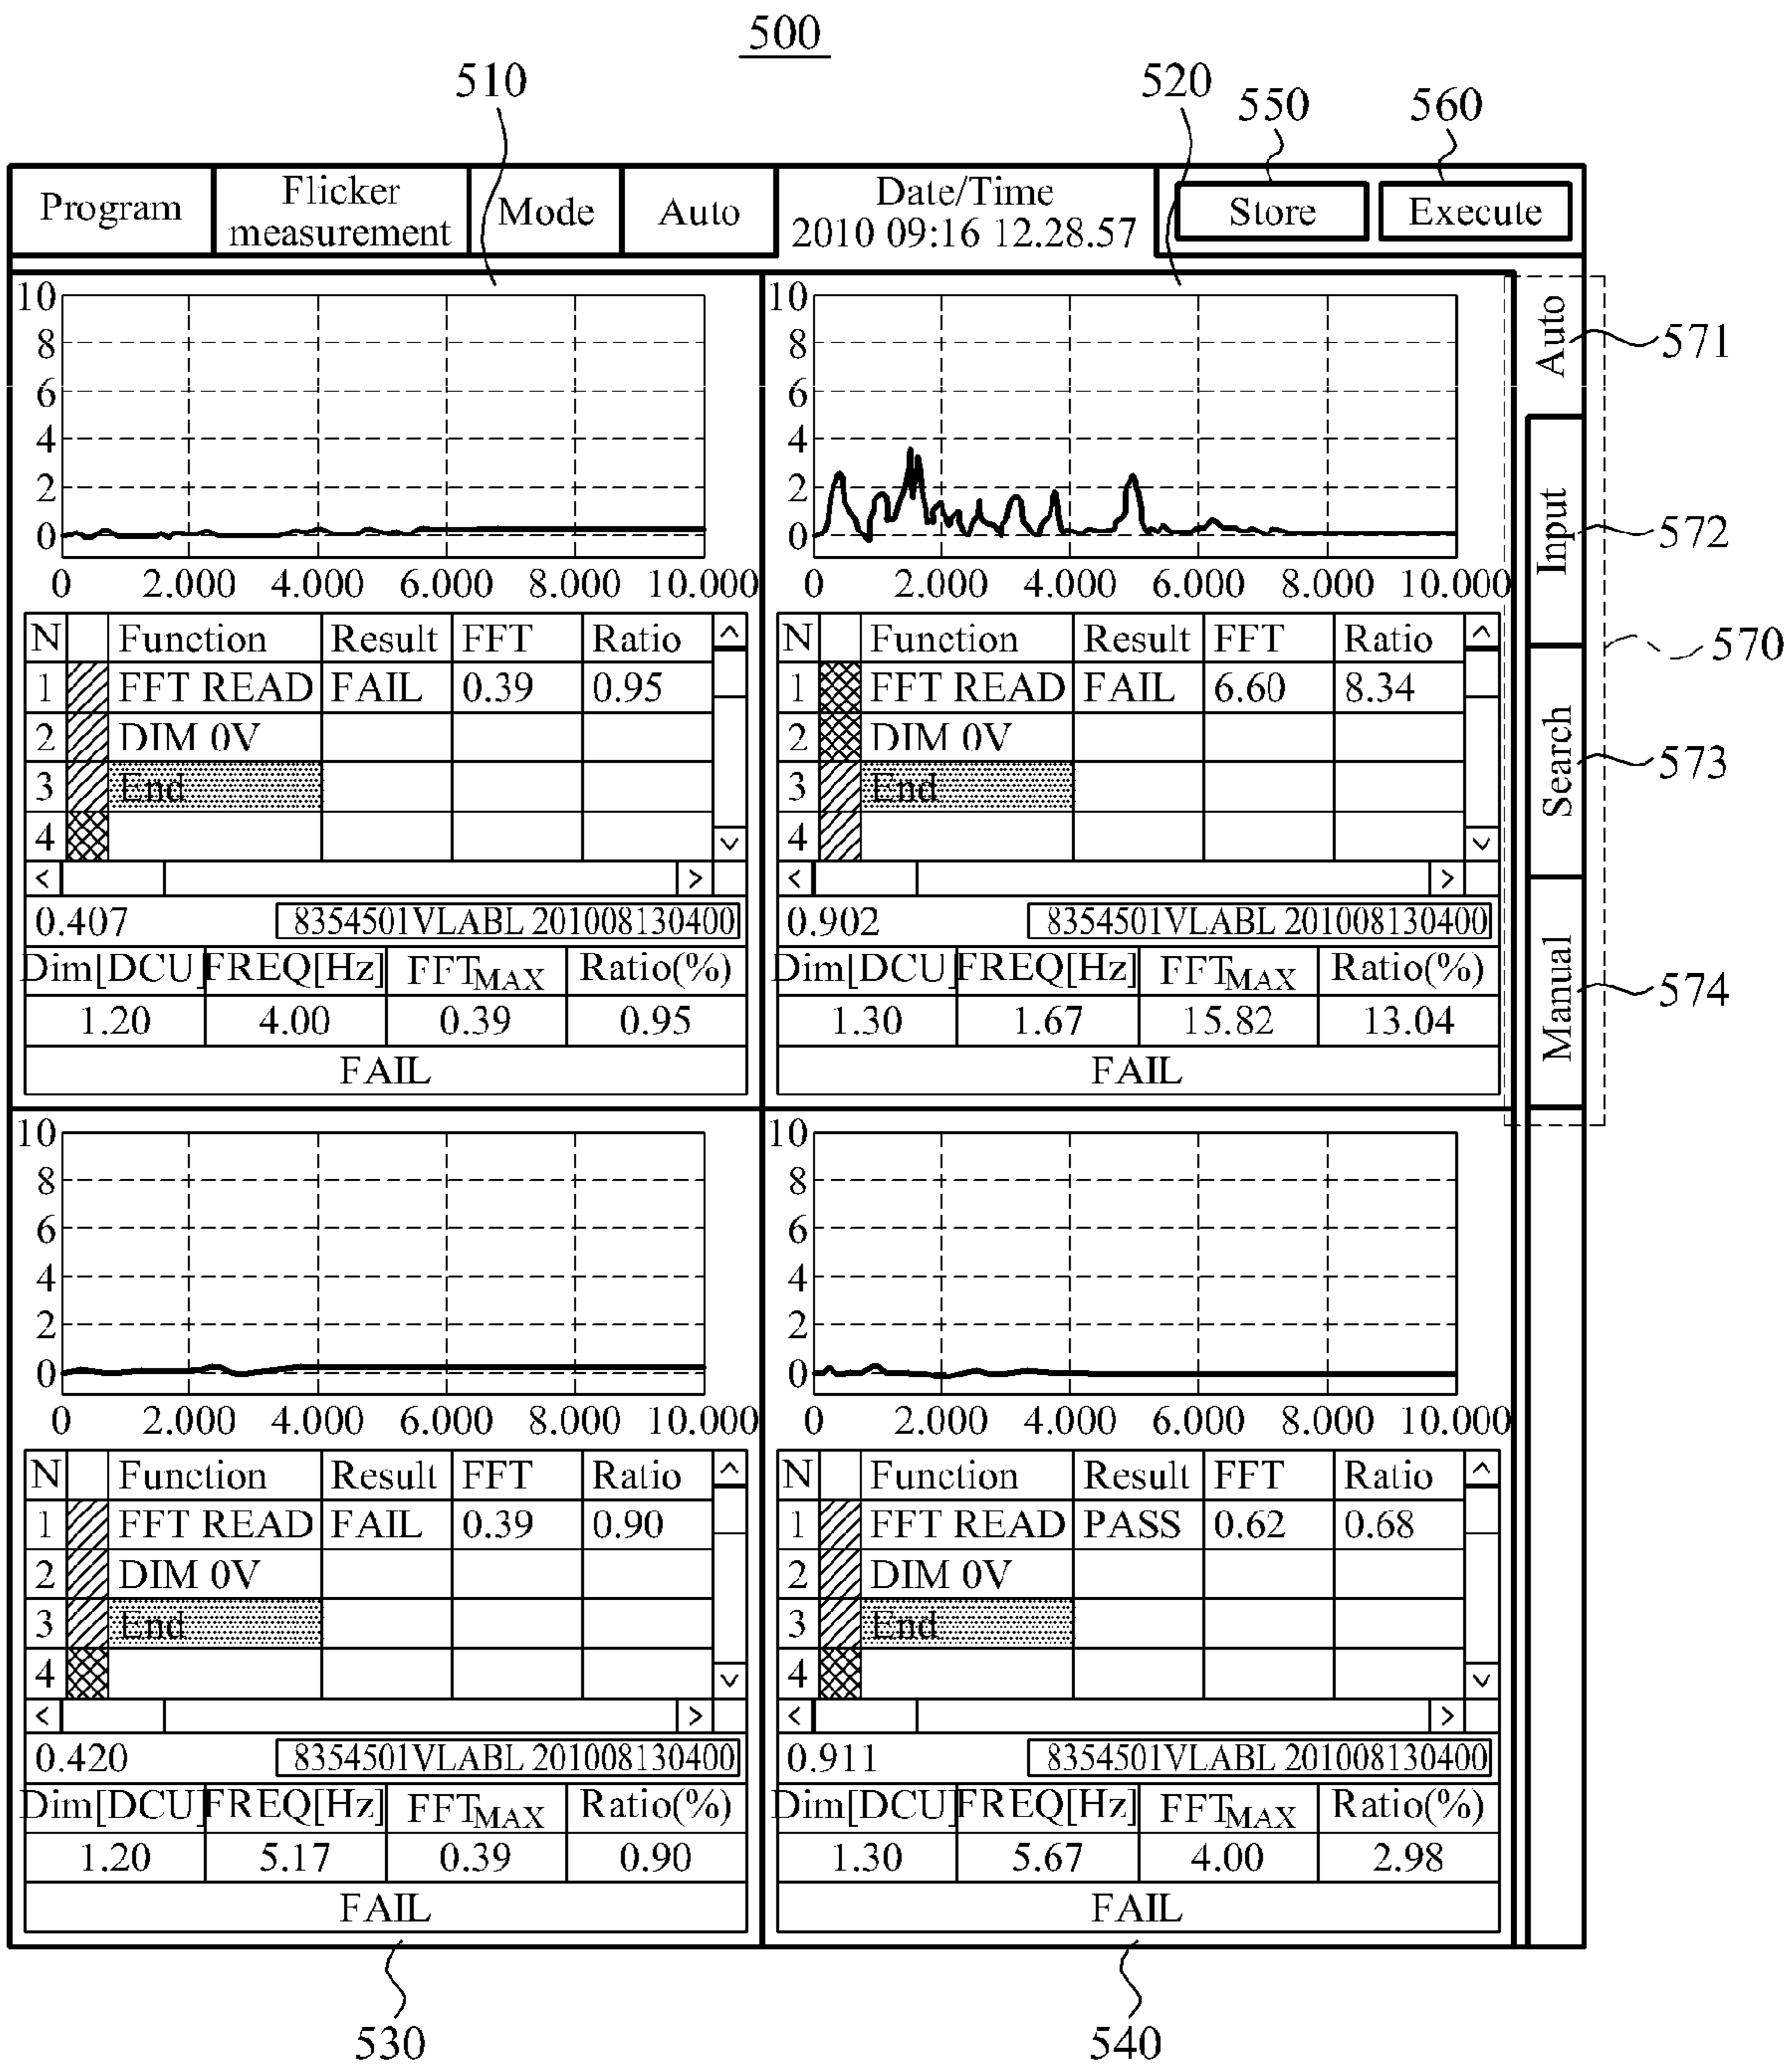 500
510
520
550
560
Program
Flicker
measurement
Mode
Auto
Date/Time
2010 09:16 12.28.57
Store
Execute
10
8
6
4
2
0
0 2.000 4.000 6.000 8.000 10.000
N Function Result FFT Ratio ^
1 FFT READ FAIL 0.39 0.95
2 DIM 0V
3 End
4 v
< >
0.407 8354501VLABL 201008130400
Dim[DCU] FREQ[Hz] FFTMAX Ratio(%)
1.20 4.00 0.39 0.95
FAIL
10
8
6
4
2
0
0 2.000 4.000 6.000 8.000 10.000
N Function Result FFT Ratio ^
1 FFT READ FAIL 6.60 8.34
2 DIM 0V
3 End
4 v
< >
0.902 8354501VLABL 201008130400
Dim[DCU] FREQ[Hz] FFTMAX Ratio(%)
1.30 1.67 15.82 13.04
FAIL
Auto
571
Input
572
570
Search
573
Manual
574
10
8
6
4
2
0
0 2.000 4.000 6.000 8.000 10.000
N Function Result FFT Ratio ^
1 FFT READ FAIL 0.39 0.90
2 DIM 0V
3 End
4 v
< >
0.420 8354501VLABL 201008130400
Dim[DCU] FREQ[Hz] FFTMAX Ratio(%)
1.20 5.17 0.39 0.90
FAIL
10
8
6
4
2
0
0 2.000 4.000 6.000 8.000 10.000
N Function Result FFT Ratio ^
1 FFT READ PASS 0.62 0.68
2 DIM 0V
3 End
4 v
< >
0.911 8354501VLABL 201008130400
Dim[DCU] FREQ[Hz] FFTMAX Ratio(%)
1.30 5.67 4.00 2.98
FAIL
530
540